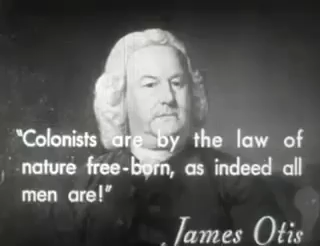 "Colonists are by the law of
nature free-born, as indeed all
men are!"
James Otis